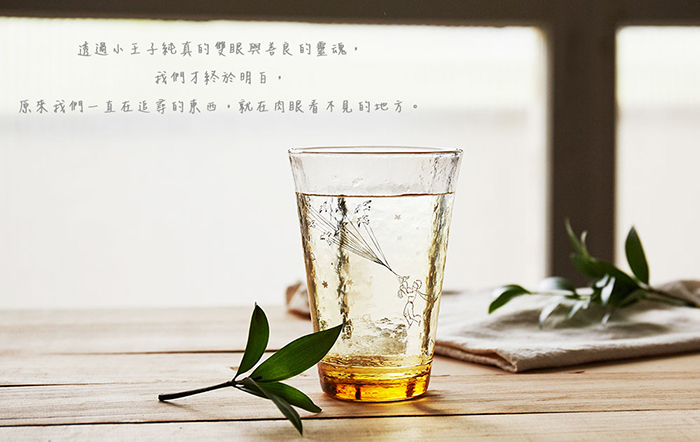 透過小王子純真的雙眼與善良的靈魂，
我們才終於明白，
原來我們一直在追尋的東西，就在肉眼看不見的地方。